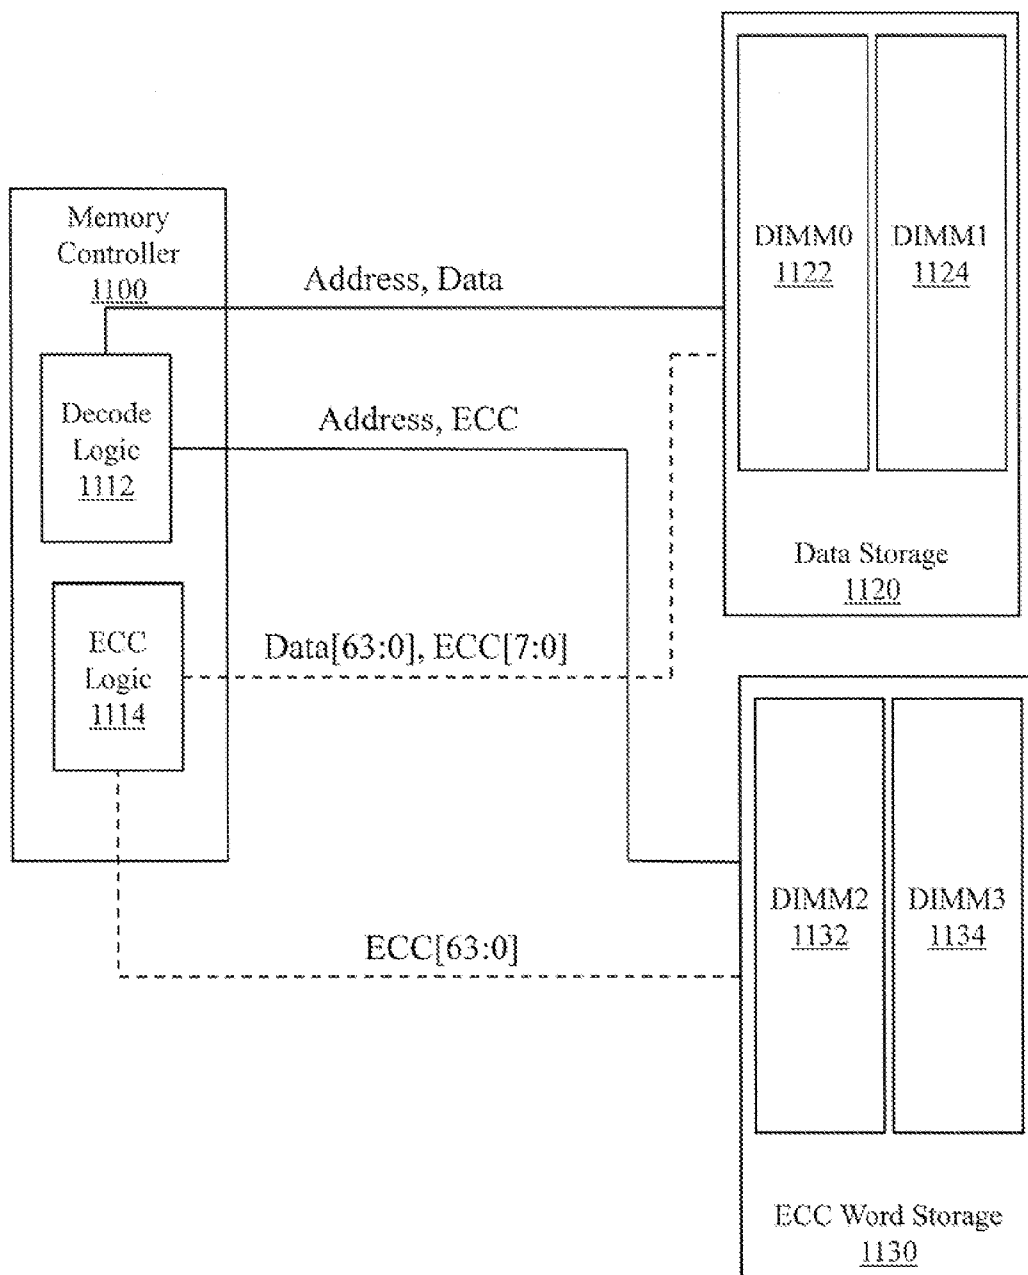 Memory
Controller
1100
Address, Data
Decode
Logic
1112
Address, ECC
ECC
Logic
1114
Data[63:0], ECC[7:0]
ECC[63:0]
DIMM0
1122
DIMM1
1124
Data Storage
1120
DIMM2
1132
DIMM3
1134
ECC Word Storage
1130